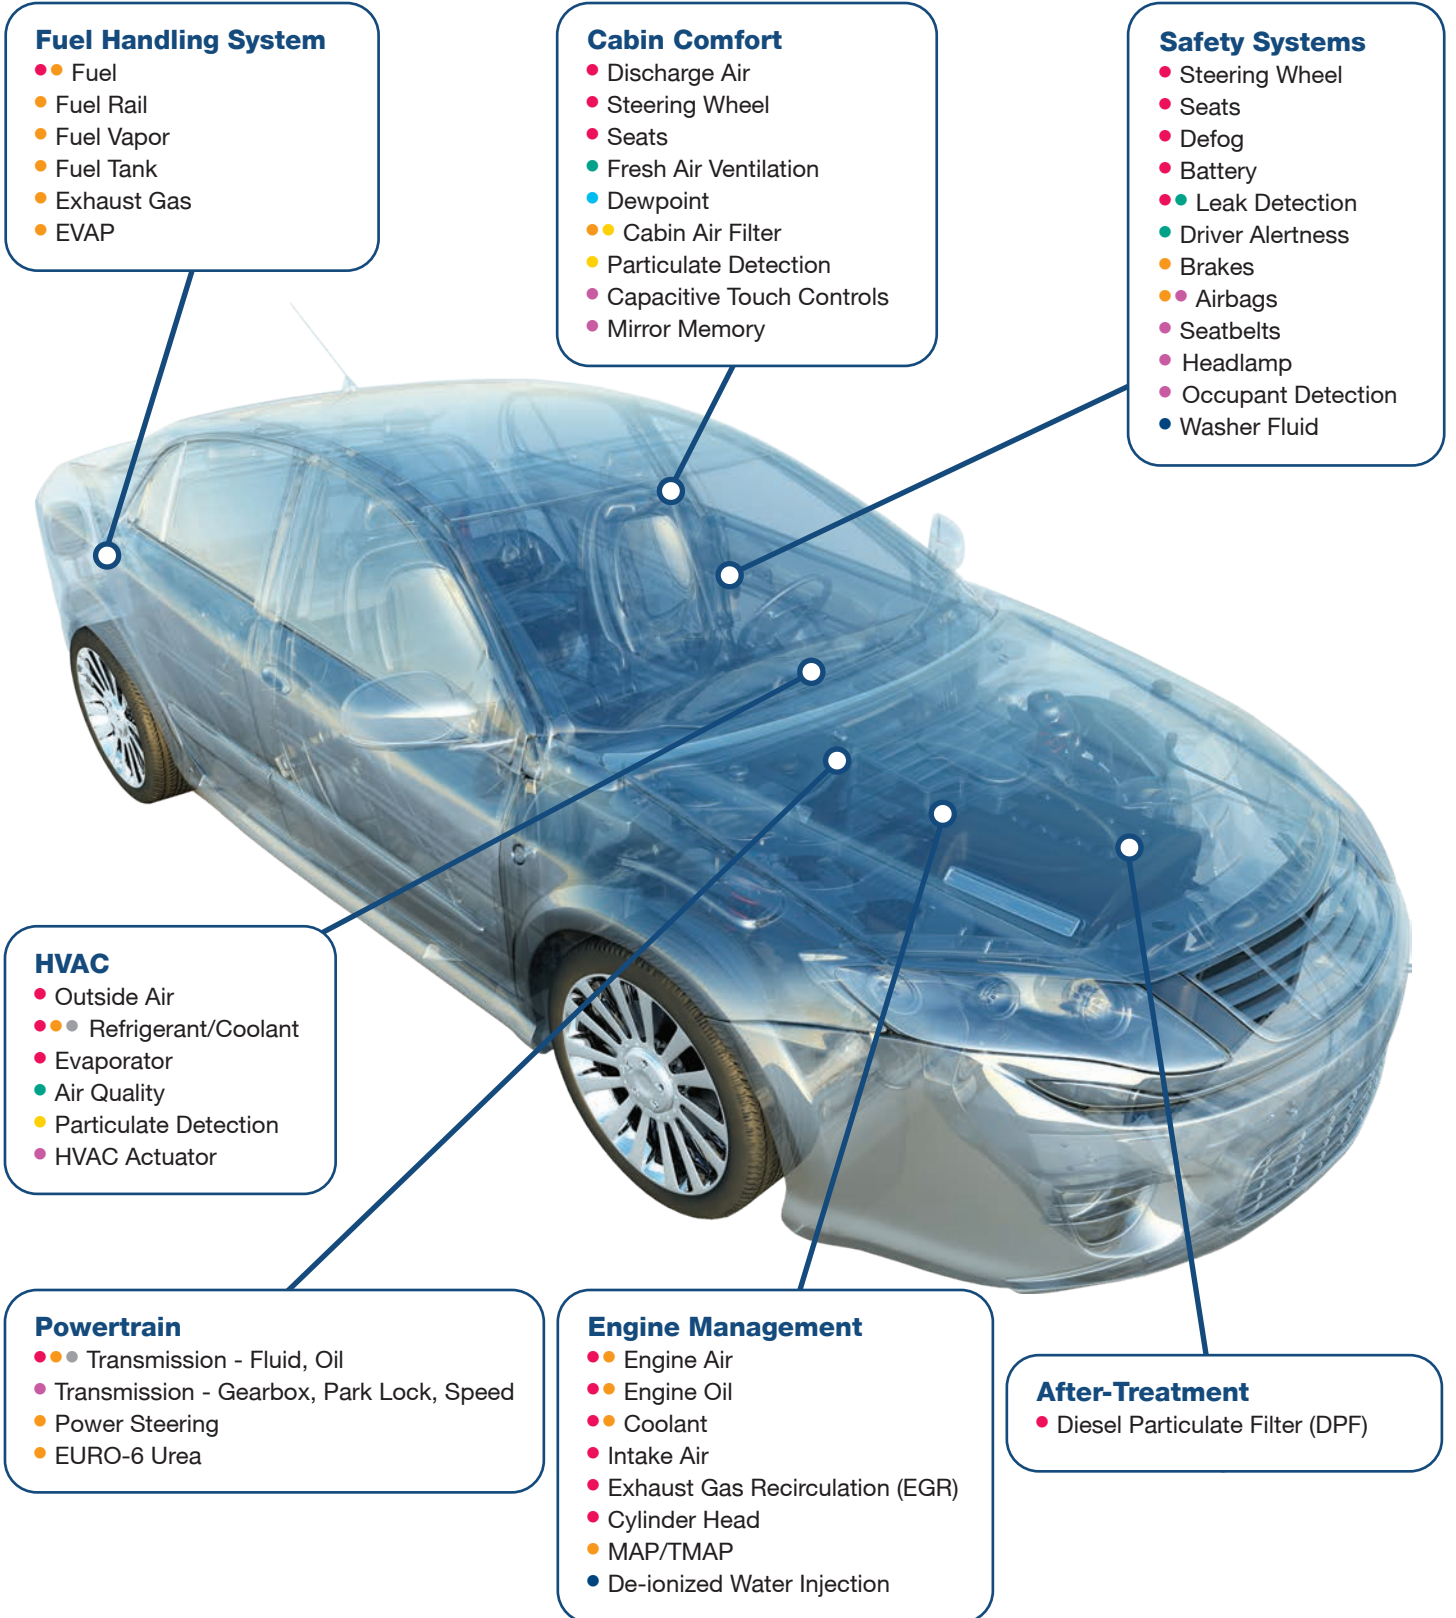 Fuel Handling System
Fuel
Fuel Rail
Fuel Vapor
Fuel Tank
Exhaust Gas
EVAP
Cabin Comfort
Discharge Air
Steering Wheel
Seats
Fresh Air Ventilation
Dewpoint
Cabin Air Filter
Particulate Detection
Capacitive Touch Controls
Mirror Memory
Safety Systems
Steering Wheel
Seats
Defog
Battery
Leak Detection
Driver Alertness
Brakes
Airbags
Seatbelts
Headlamp
Occupant Detection
Washer Fluid
HVAC
Outside Air
Refrigerant/Coolant
Evaporator
Air Quality
Particulate Detection
HVAC Actuator
Powertrain
Transmission - Fluid, Oil
Transmission - Gearbox, Park Lock, Speed
Power Steering
EURO-6 Urea
Engine Management
Engine Air
Engine Oil
Coolant
Intake Air
Exhaust Gas Recirculation (EGR)
Cylinder Head
MAP/TMAP
De-ionized Water Injection
After-Treatment
Diesel Particulate Filter (DPF)